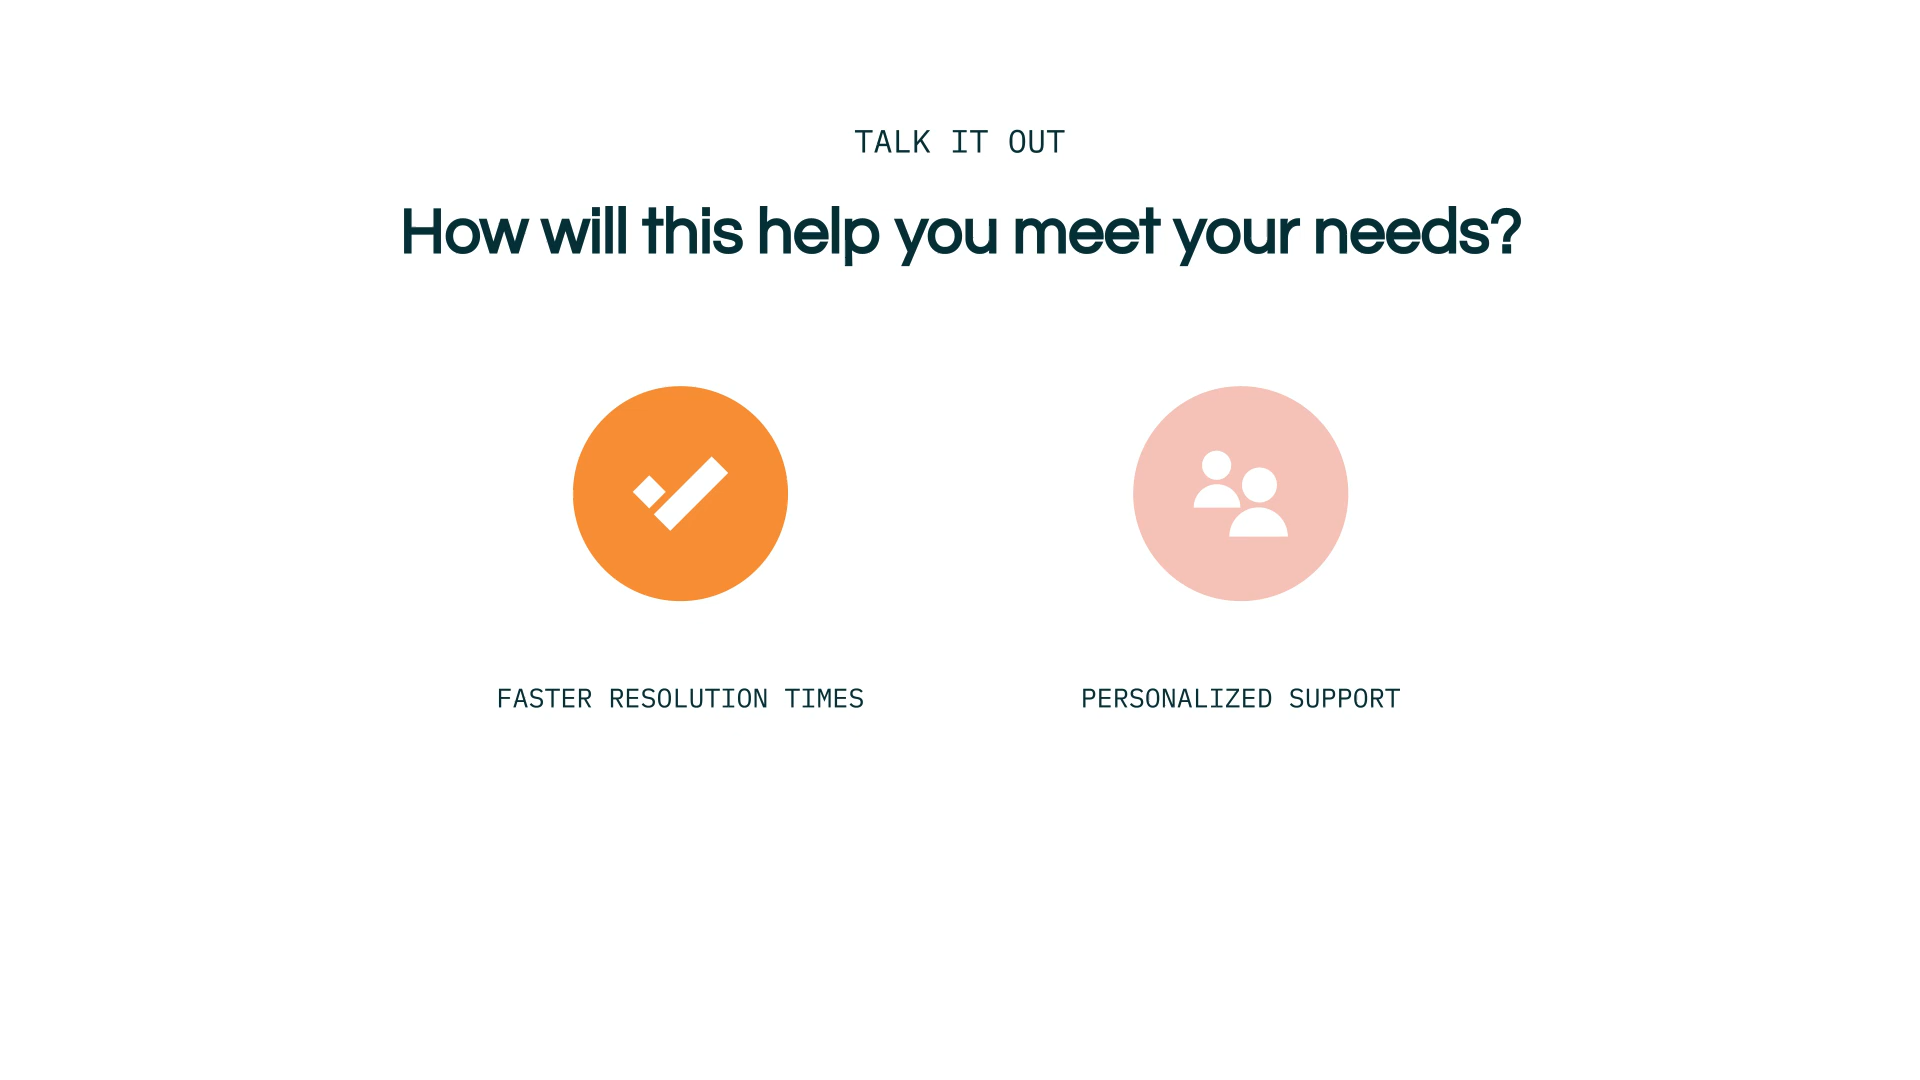 TALK IT OUT
How will this help you meet your needs?
FASTER RESOLUTION TIMES
PERSONALIZED SUPPORT